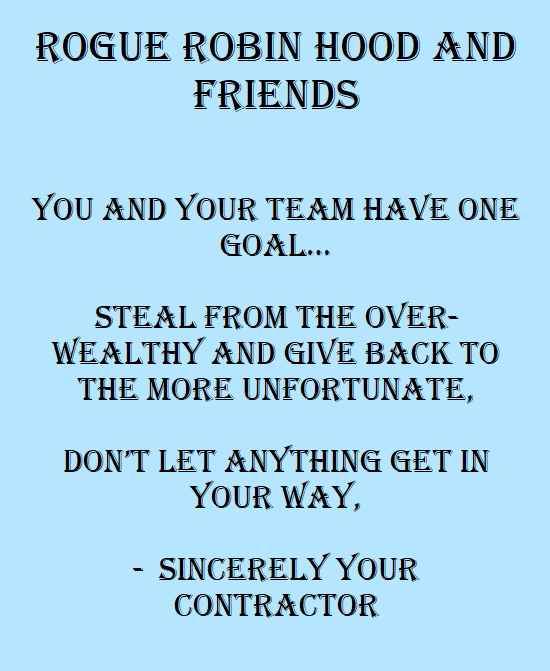 ROGUE ROBIN HOOD AND
FRIENDS
YOU AND YOUR TEAM HAVE ONE
GOAL...
STEAL FROM THE OVER-
WEALTHY AND GIVE BACK TO
THE MORE UNFORTUNATE,
DON'T LET ANYTHING GET IN
YOUR WAY,
- SINCERELY YOUR
CONTRACTOR